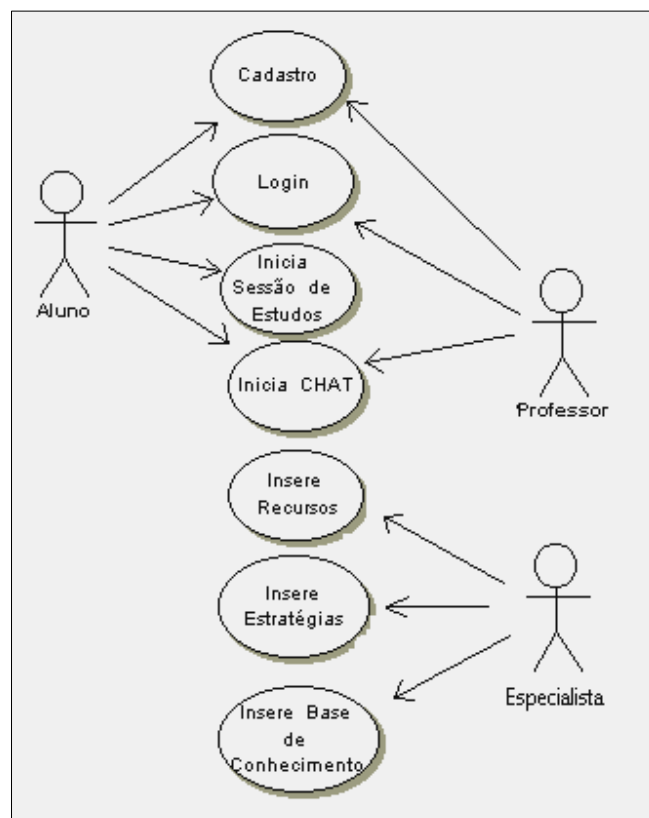 Cadastro
Login
Inicia
Sessão de
Estudos
Aluno
Inicia CHAT
Professor
Insere
Recursos
Insere
Estratégias
Especialista
Insere Base
de
Conhecimento